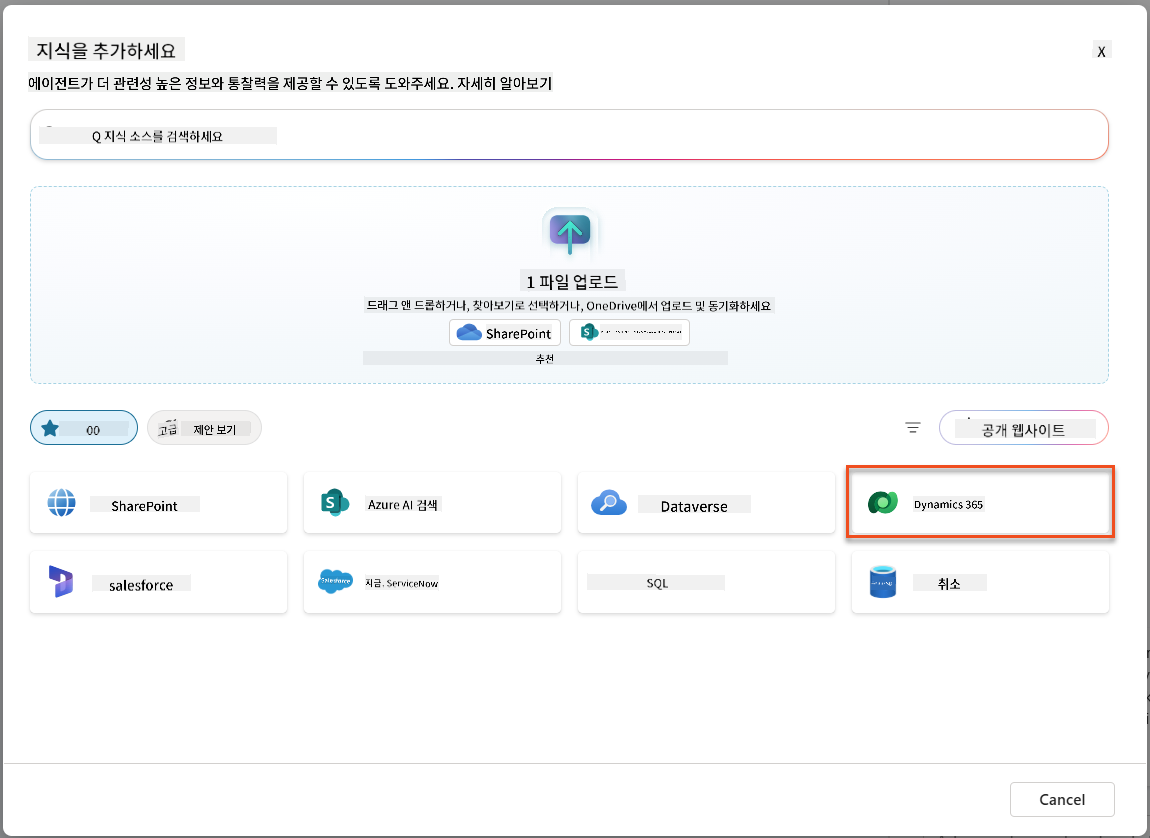 지식을 추가하세요
X
에이전트가 더 관련성 높은 정보와 통찰력을 제공할 수 있도록 도와주세요. 자세히 알아보기
Q 지식 소스를 검색하세요
1 파일 업로드
드래그 앤 드롭하거나, 찾아보기로 선택하거나, OneDrive에서 업로드 및 동기화하세요
SharePoint
S
추천
00
고급
제안 보기
공개 웹사이트
SharePoint
S
Azure AI 검색
Dataverse
Dynamics 365
salesforce
salesforce
지금. ServiceNow
SQL
취소
Cancel